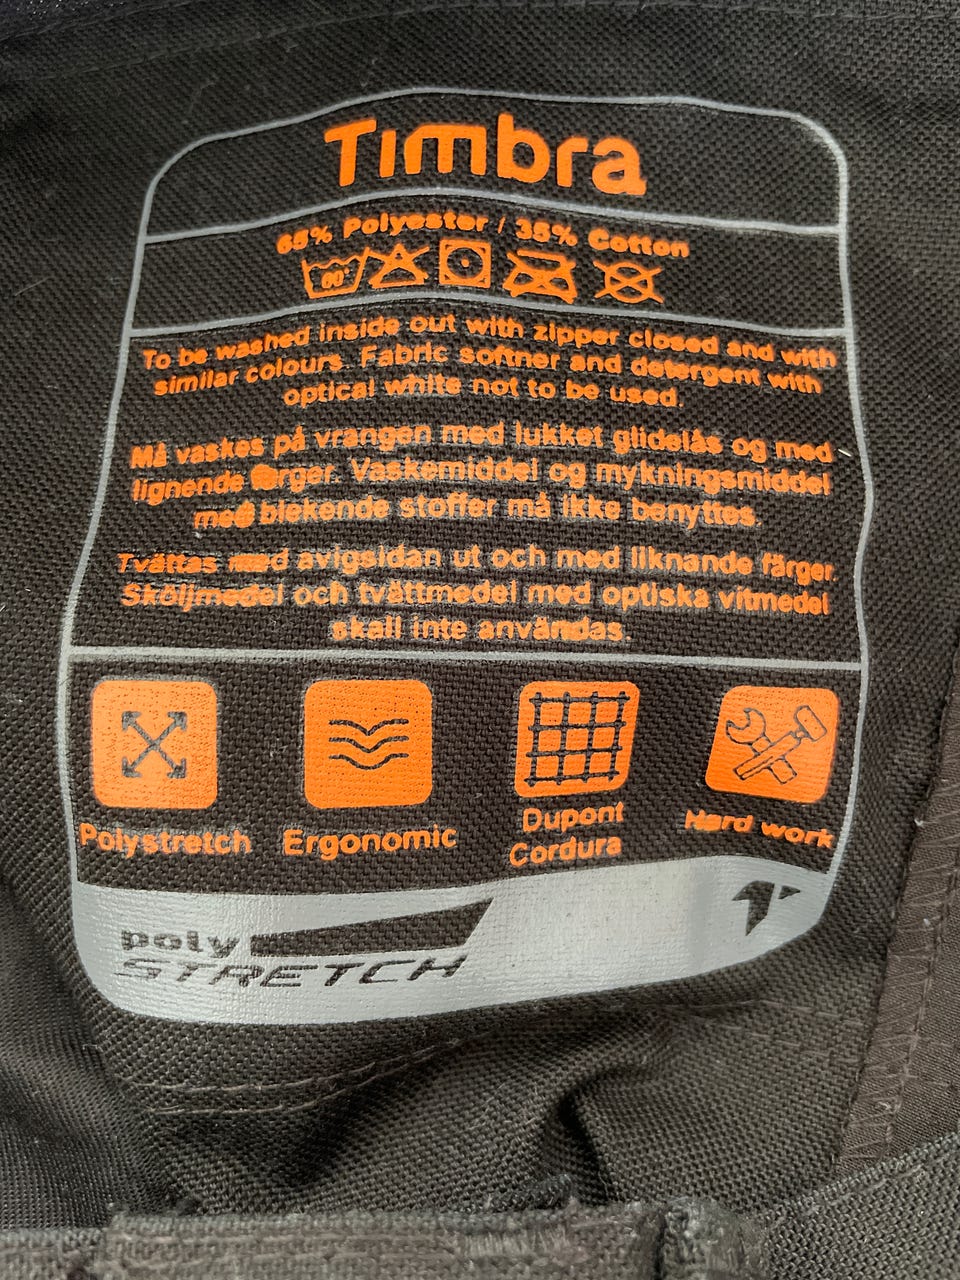 Timbra
65% Polyester / 35% Cotton
60°
To be washed inside out with zipper closed and with
similar colours. Fabric softner and detergent with
optical white not to be used.
Må vaskes på vrangen med lukket glidelås og med
lignende farger. Vaskemiddel og mykningsmiddel
med blekende stoffer må ikke benyttes.
Tvättas med avigsidan ut och med liknande färger.
Sköljmedel och tvättmedel med optiska vitmedel
skall inte användas.
Polystretch Ergonomic Dupont Cordura Hard work
poly
STRETCH